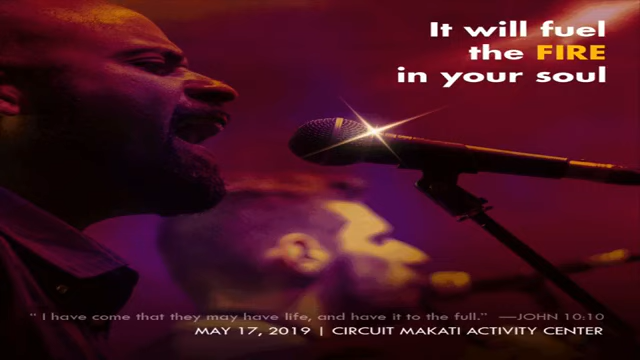 It will fuel
the FIRE
in your soul
“ I have come that they may have life, and have it to the full.” —JOHN 10:10
MAY 17, 2019 | CIRCUIT MAKATI ACTIVITY CENTER